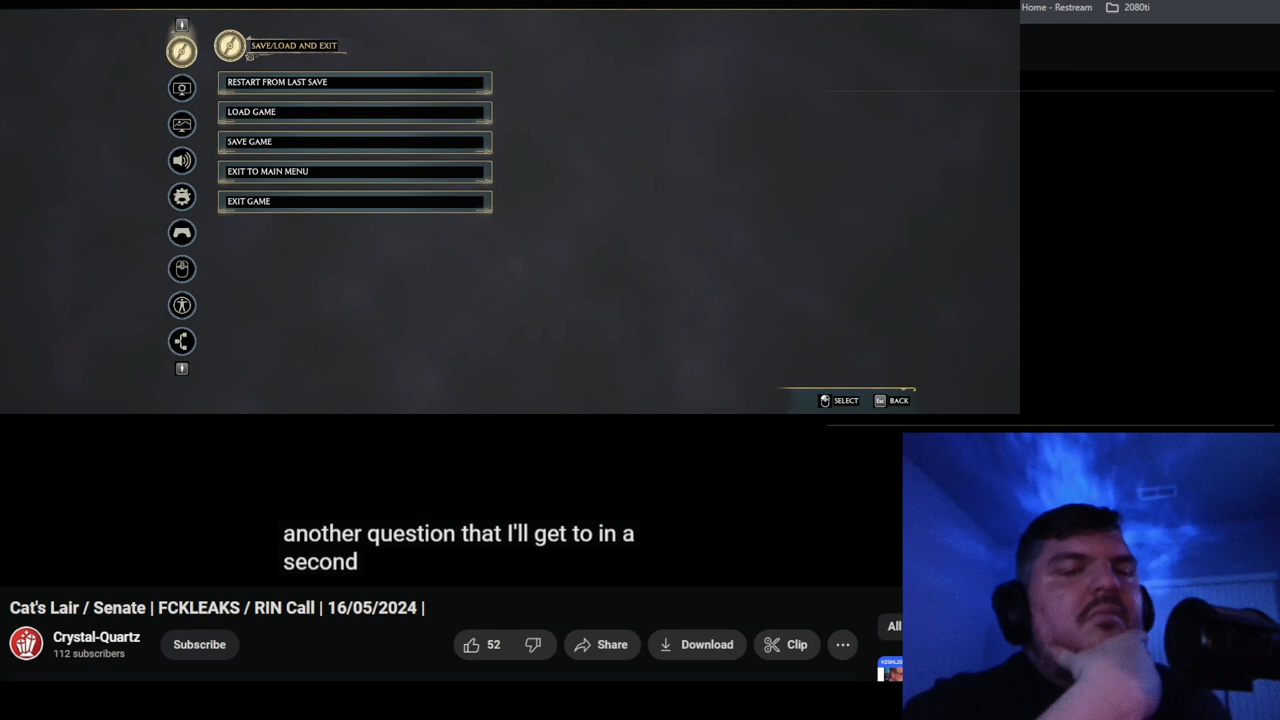 Home - Restream
2080ti
SAVE/LOAD AND EXIT
RESTART FROM LAST SAVE
LOAD GAME
SAVE GAME
EXIT TO MAIN MENU
EXIT GAME
SELECT
Esc BACK
another question that I'll get to in a
second
Cat's Lair / Senate | FCKLEAKS / RIN Call | 16/05/2024 |
Crystal-Quartz
112 subscribers
Subscribe
52
Share
Download
Clip
All